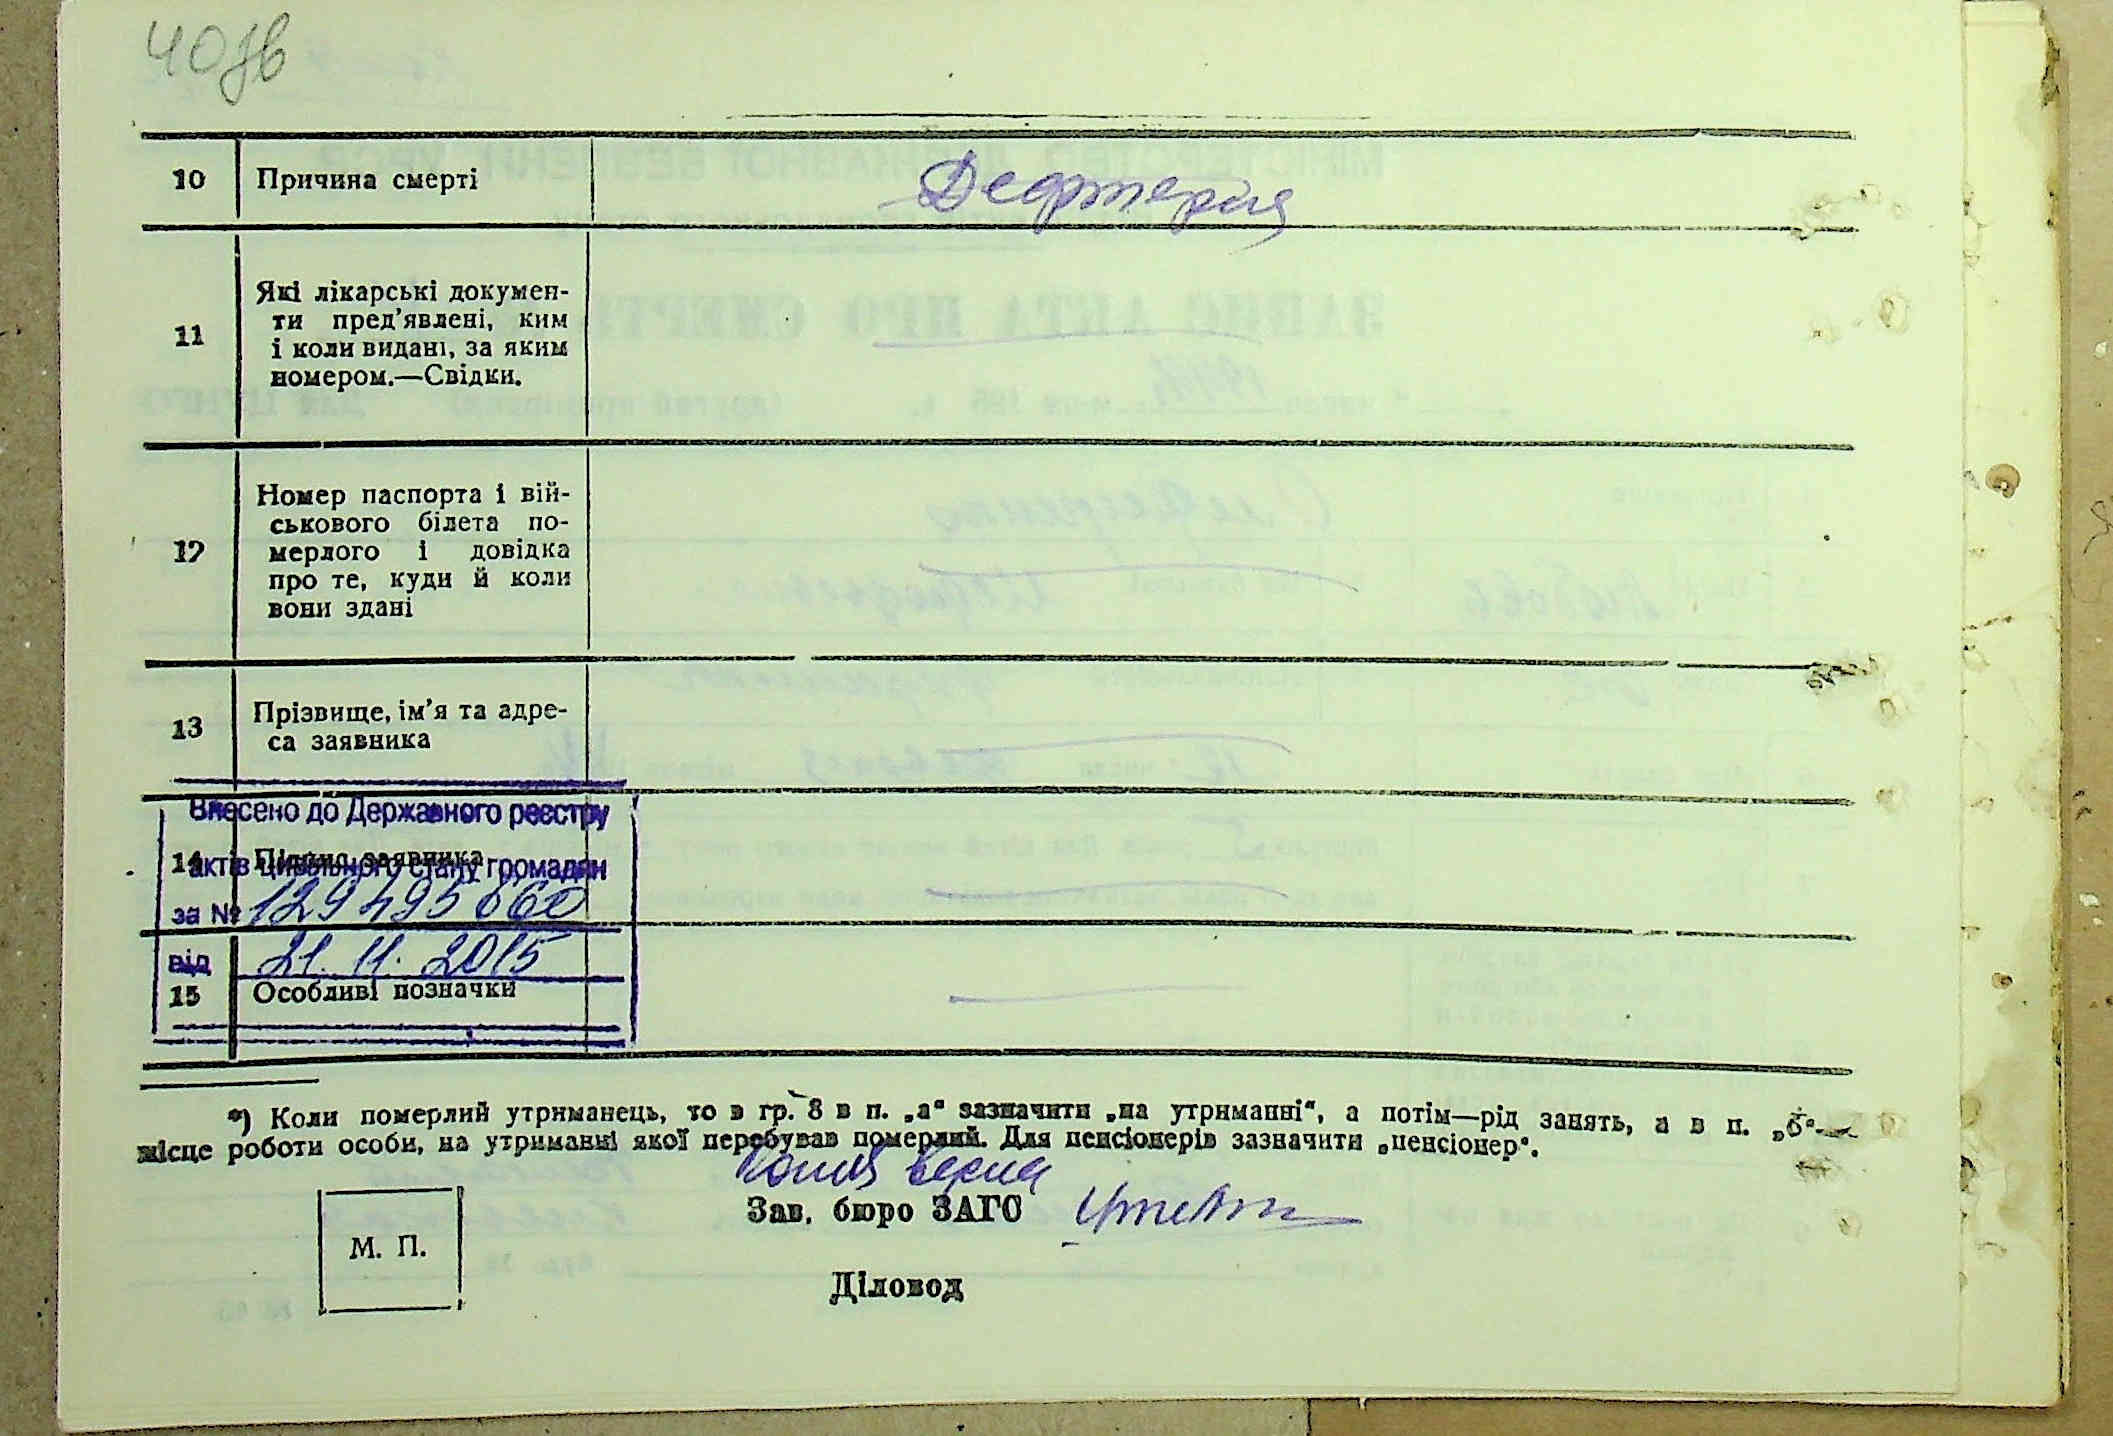 40зв
10 Причина смерті Дефтерия
11 Які лікарські докумен-
ти пред'явлені, ким
і коли видані, за яким
номером.—Свідки.
12 Номер паспорта і вій-
ськового білета по-
мерлого і довідка
про те, куди й коли
вони здані
13 Прізвище, ім'я та адре-
са заявника
Внесено до Державного реєстру
14 Підпис заявника
актів цивільного стану громадян
за № 129495860
від 21. 11. 2015
15 Особливі позначки
*) Коли померлий утриманець, то в гр. 8 в п. „а" зазначити „на утриманні", а потім—рід занять, а в п. „б"—
місце роботи особи, на утриманні якої перебував померлий. Для пенсіонерів зазначити „пенсіонер".
Копия верна
Зав. бюро ЗАГС
М. П.
Діловод